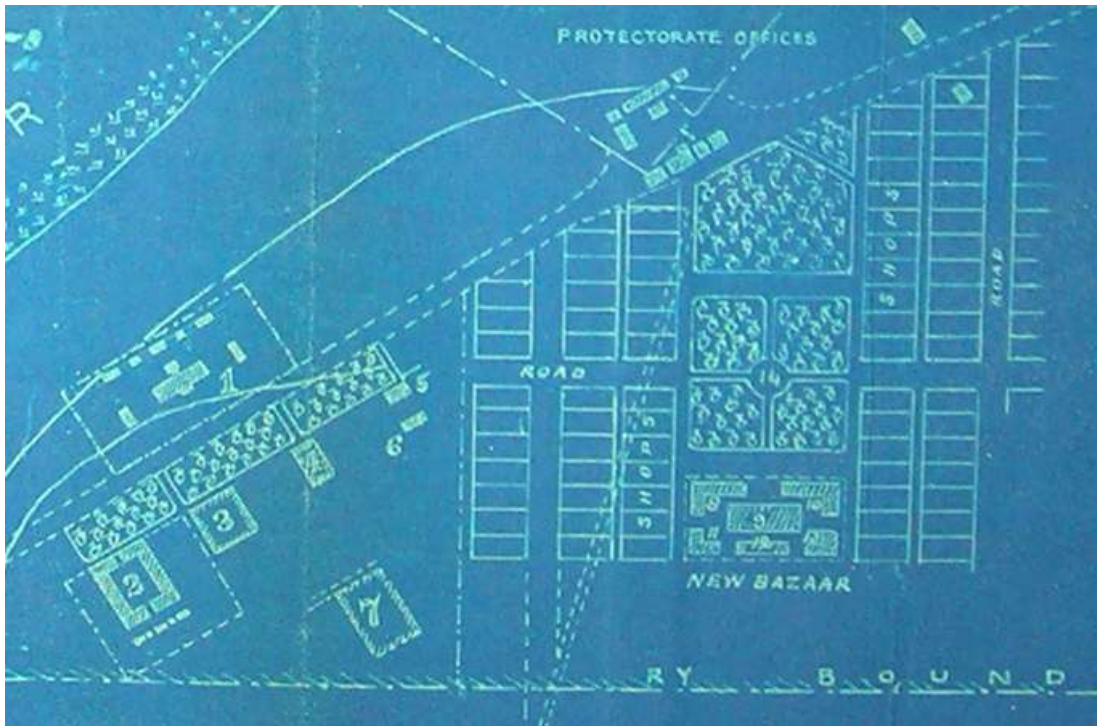 PROTECTORATE OFFICES
R
SHOPS
ROAD
1
5
ROAD
14
6
SHOPS
3
9
2
NEW BAZAAR
7
RY BOUND